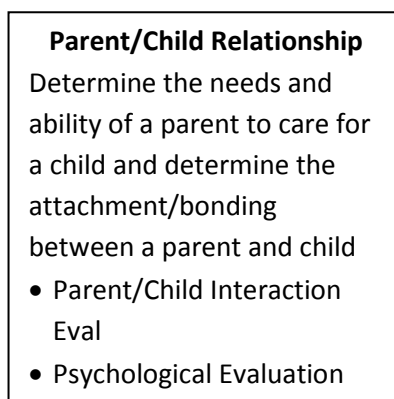 Parent/Child Relationship
Determine the needs and
ability of a parent to care for
a child and determine the
attachment/bonding
between a parent and child
• Parent/Child Interaction
Eval
• Psychological Evaluation